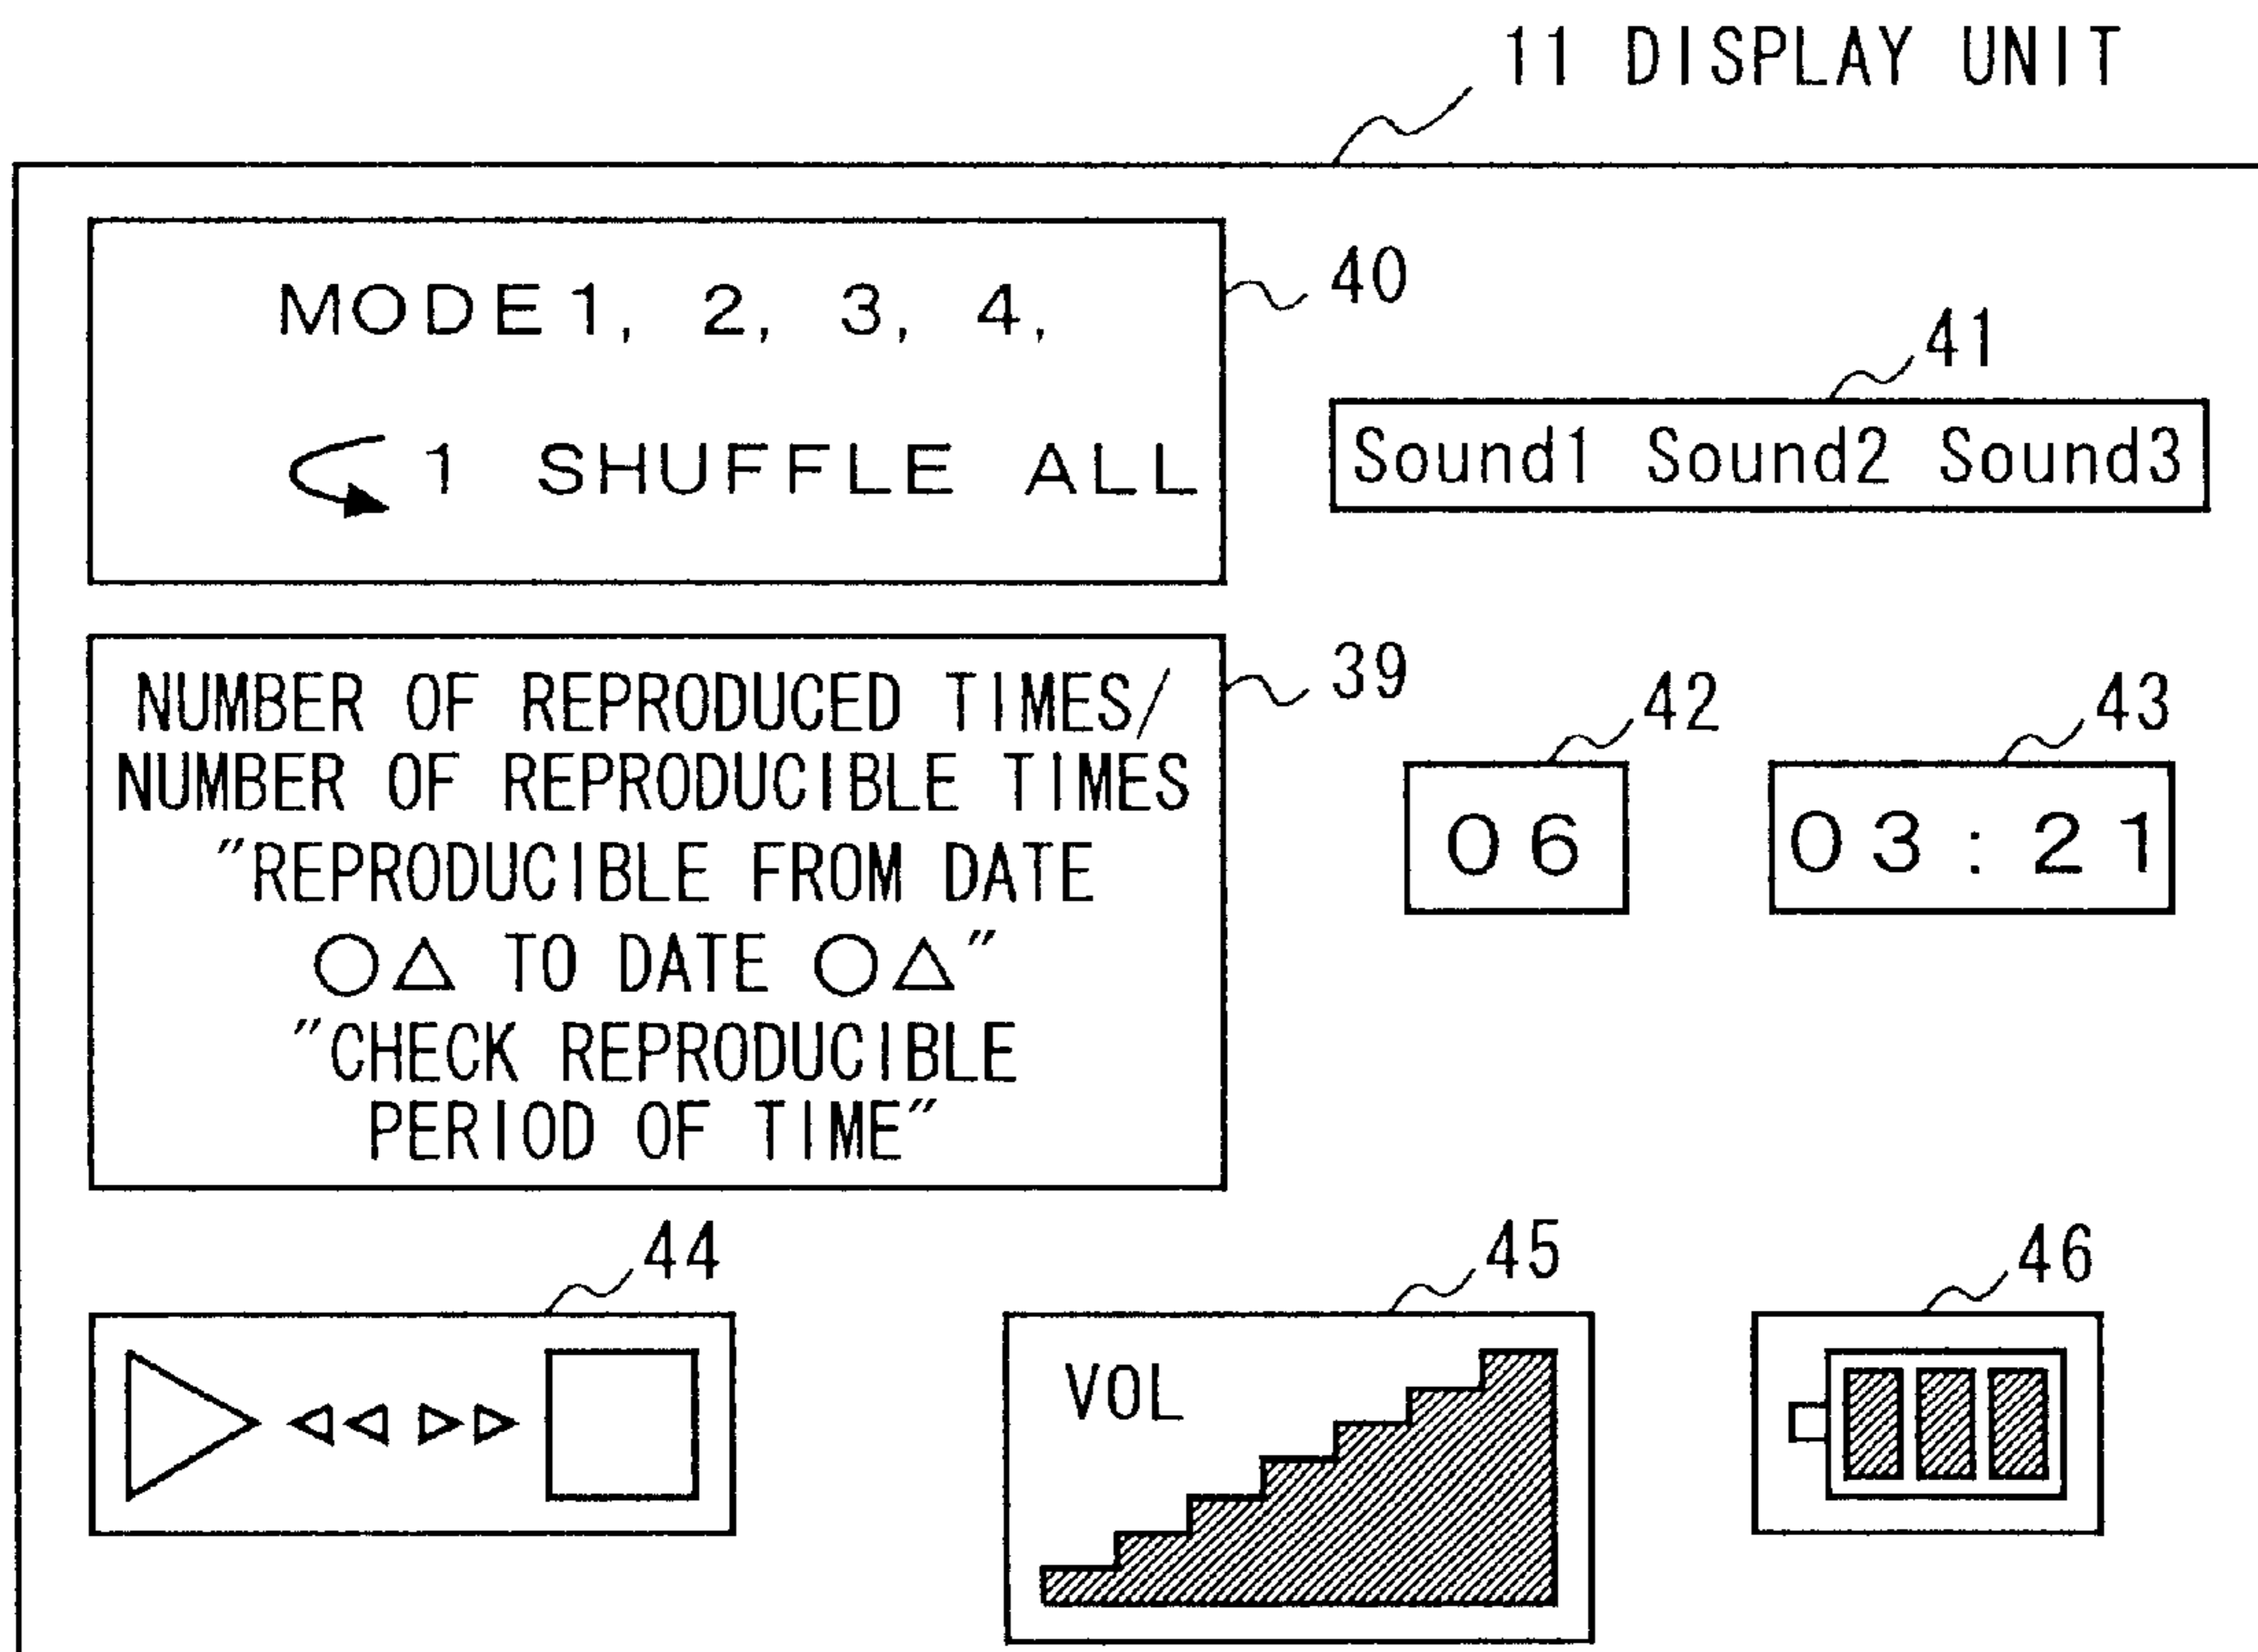 11 DISPLAY UNIT
MODE1, 2, 3, 4,
1 SHUFFLE ALL
40
41
Sound1 Sound2 Sound3
NUMBER OF REPRODUCED TIMES/
NUMBER OF REPRODUCIBLE TIMES
"REPRODUCIBLE FROM DATE
○△ TO DATE ○△"
"CHECK REPRODUCIBLE
PERIOD OF TIME"
39
42
06
43
03:21
44
45
VOL
46